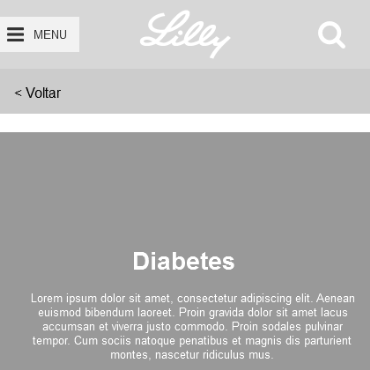 MENU
Lilly
< Voltar
Diabetes
Lorem ipsum dolor sit amet, consectetur adipiscing elit. Aenean
euismod bibendum laoreet. Proin gravida dolor sit amet lacus
accumsan et viverra justo commodo. Proin sodales pulvinar
tempor. Cum sociis natoque penatibus et magnis dis parturient
montes, nascetur ridiculus mus.